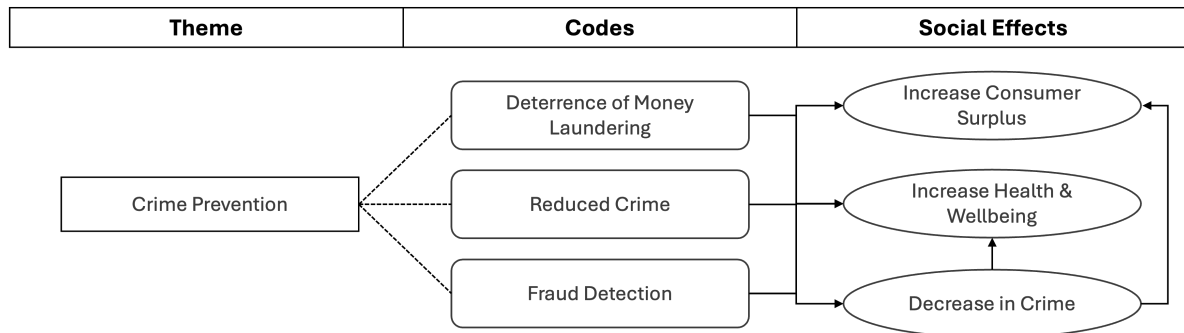 Theme
Codes
Social Effects
Deterrence of Money
Laundering
Increase Consumer
Surplus
Crime Prevention
Reduced Crime
Increase Health &
Wellbeing
Fraud Detection
Decrease in Crime